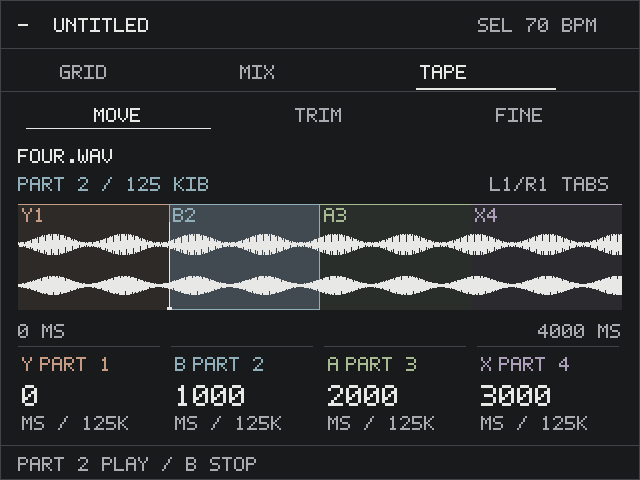 – UNTITLED SEL 70 BPM
GRID MIX TAPE
MOVE TRIM FINE
FOUR.WAV
PART 2 / 125 KIB L1/R1 TABS
Y1 B2 A3 X4
0 MS 4000 MS
Y PART 1 B PART 2 A PART 3 X PART 4
0 1000 2000 3000
MS / 125K MS / 125K MS / 125K MS / 125K
PART 2 PLAY / B STOP